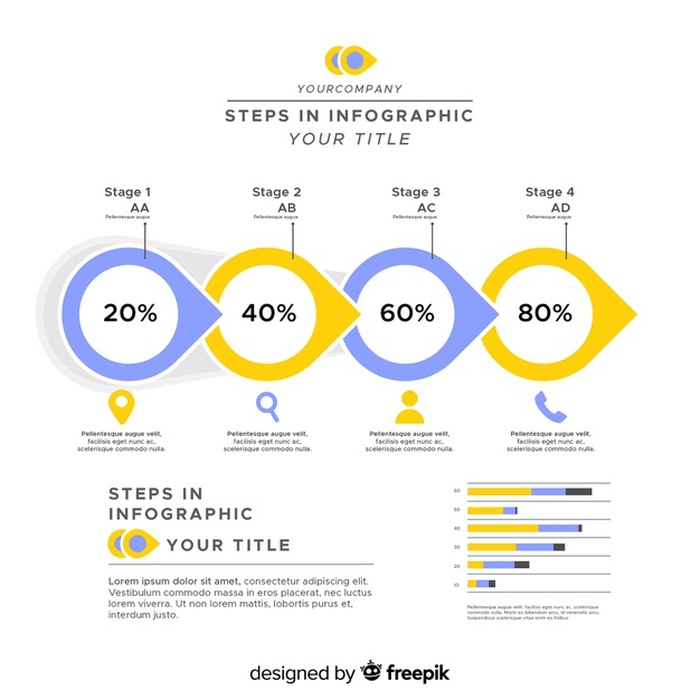 YOURCOMPANY
STEPS IN INFOGRAPHIC
YOUR TITLE
Stage 1
AA
Pellentesque augue
Stage 2
AB
Pellentesque augue
Stage 3
AC
Pellentesque augue
Stage 4
AD
Pellentesque augue
20%
40%
60%
80%
Pellentesque augue velit,
facilisis eget nunc ac,
scelerisque commodo nulla.
Pellentesque augue velit,
facilisis eget nunc ac,
scelerisque commodo nulla.
Pellentesque augue velit,
facilisis eget nunc ac,
scelerisque commodo nulla.
Pellentesque augue velit,
facilisis eget nunc ac,
scelerisque commodo nulla.
STEPS IN
INFOGRAPHIC
YOUR TITLE
Lorem ipsum dolor sit amet, consectetur adipiscing elit.
Vestibulum commodo massa in eros placerat, nec luctus
lorem viverra. Ut non lorem mattis, lobortis purus et,
interdum justo.
60
50
40
30
20
10
Pellentesque augue velit, facilisis eget nunc ac, scelerisque
commodo nulla. Morbi eu bibendum arcu, id venenatis arcu.
Suspendisse scelerisque vitae enim eu finibus
designed by freepik